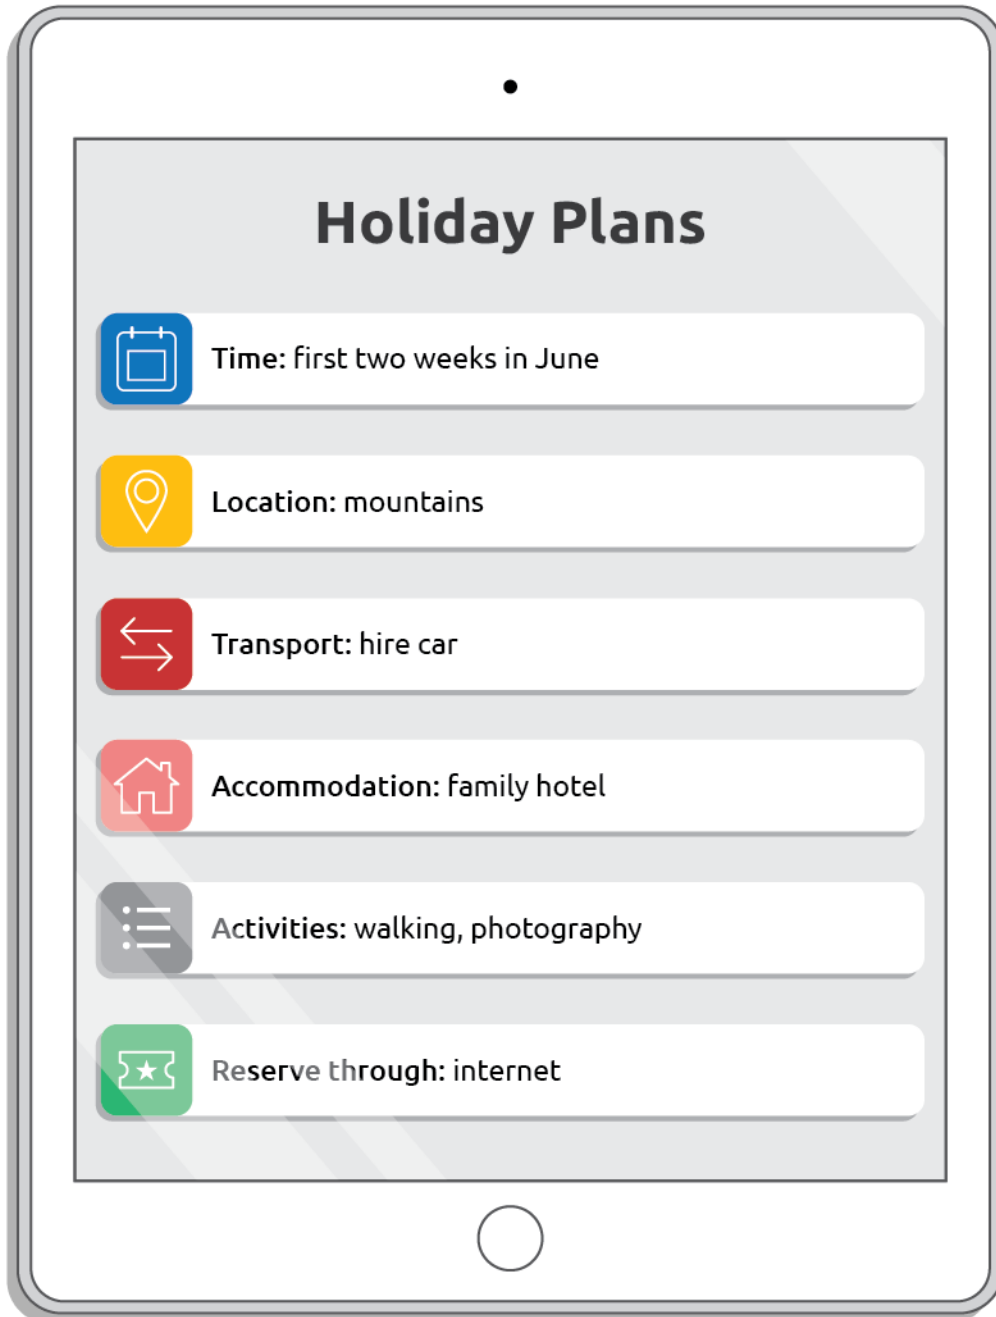 Holiday Plans
Time: first two weeks in June
Location: mountains
Transport: hire car
Accommodation: family hotel
Activities: walking, photography
Reserve through: internet